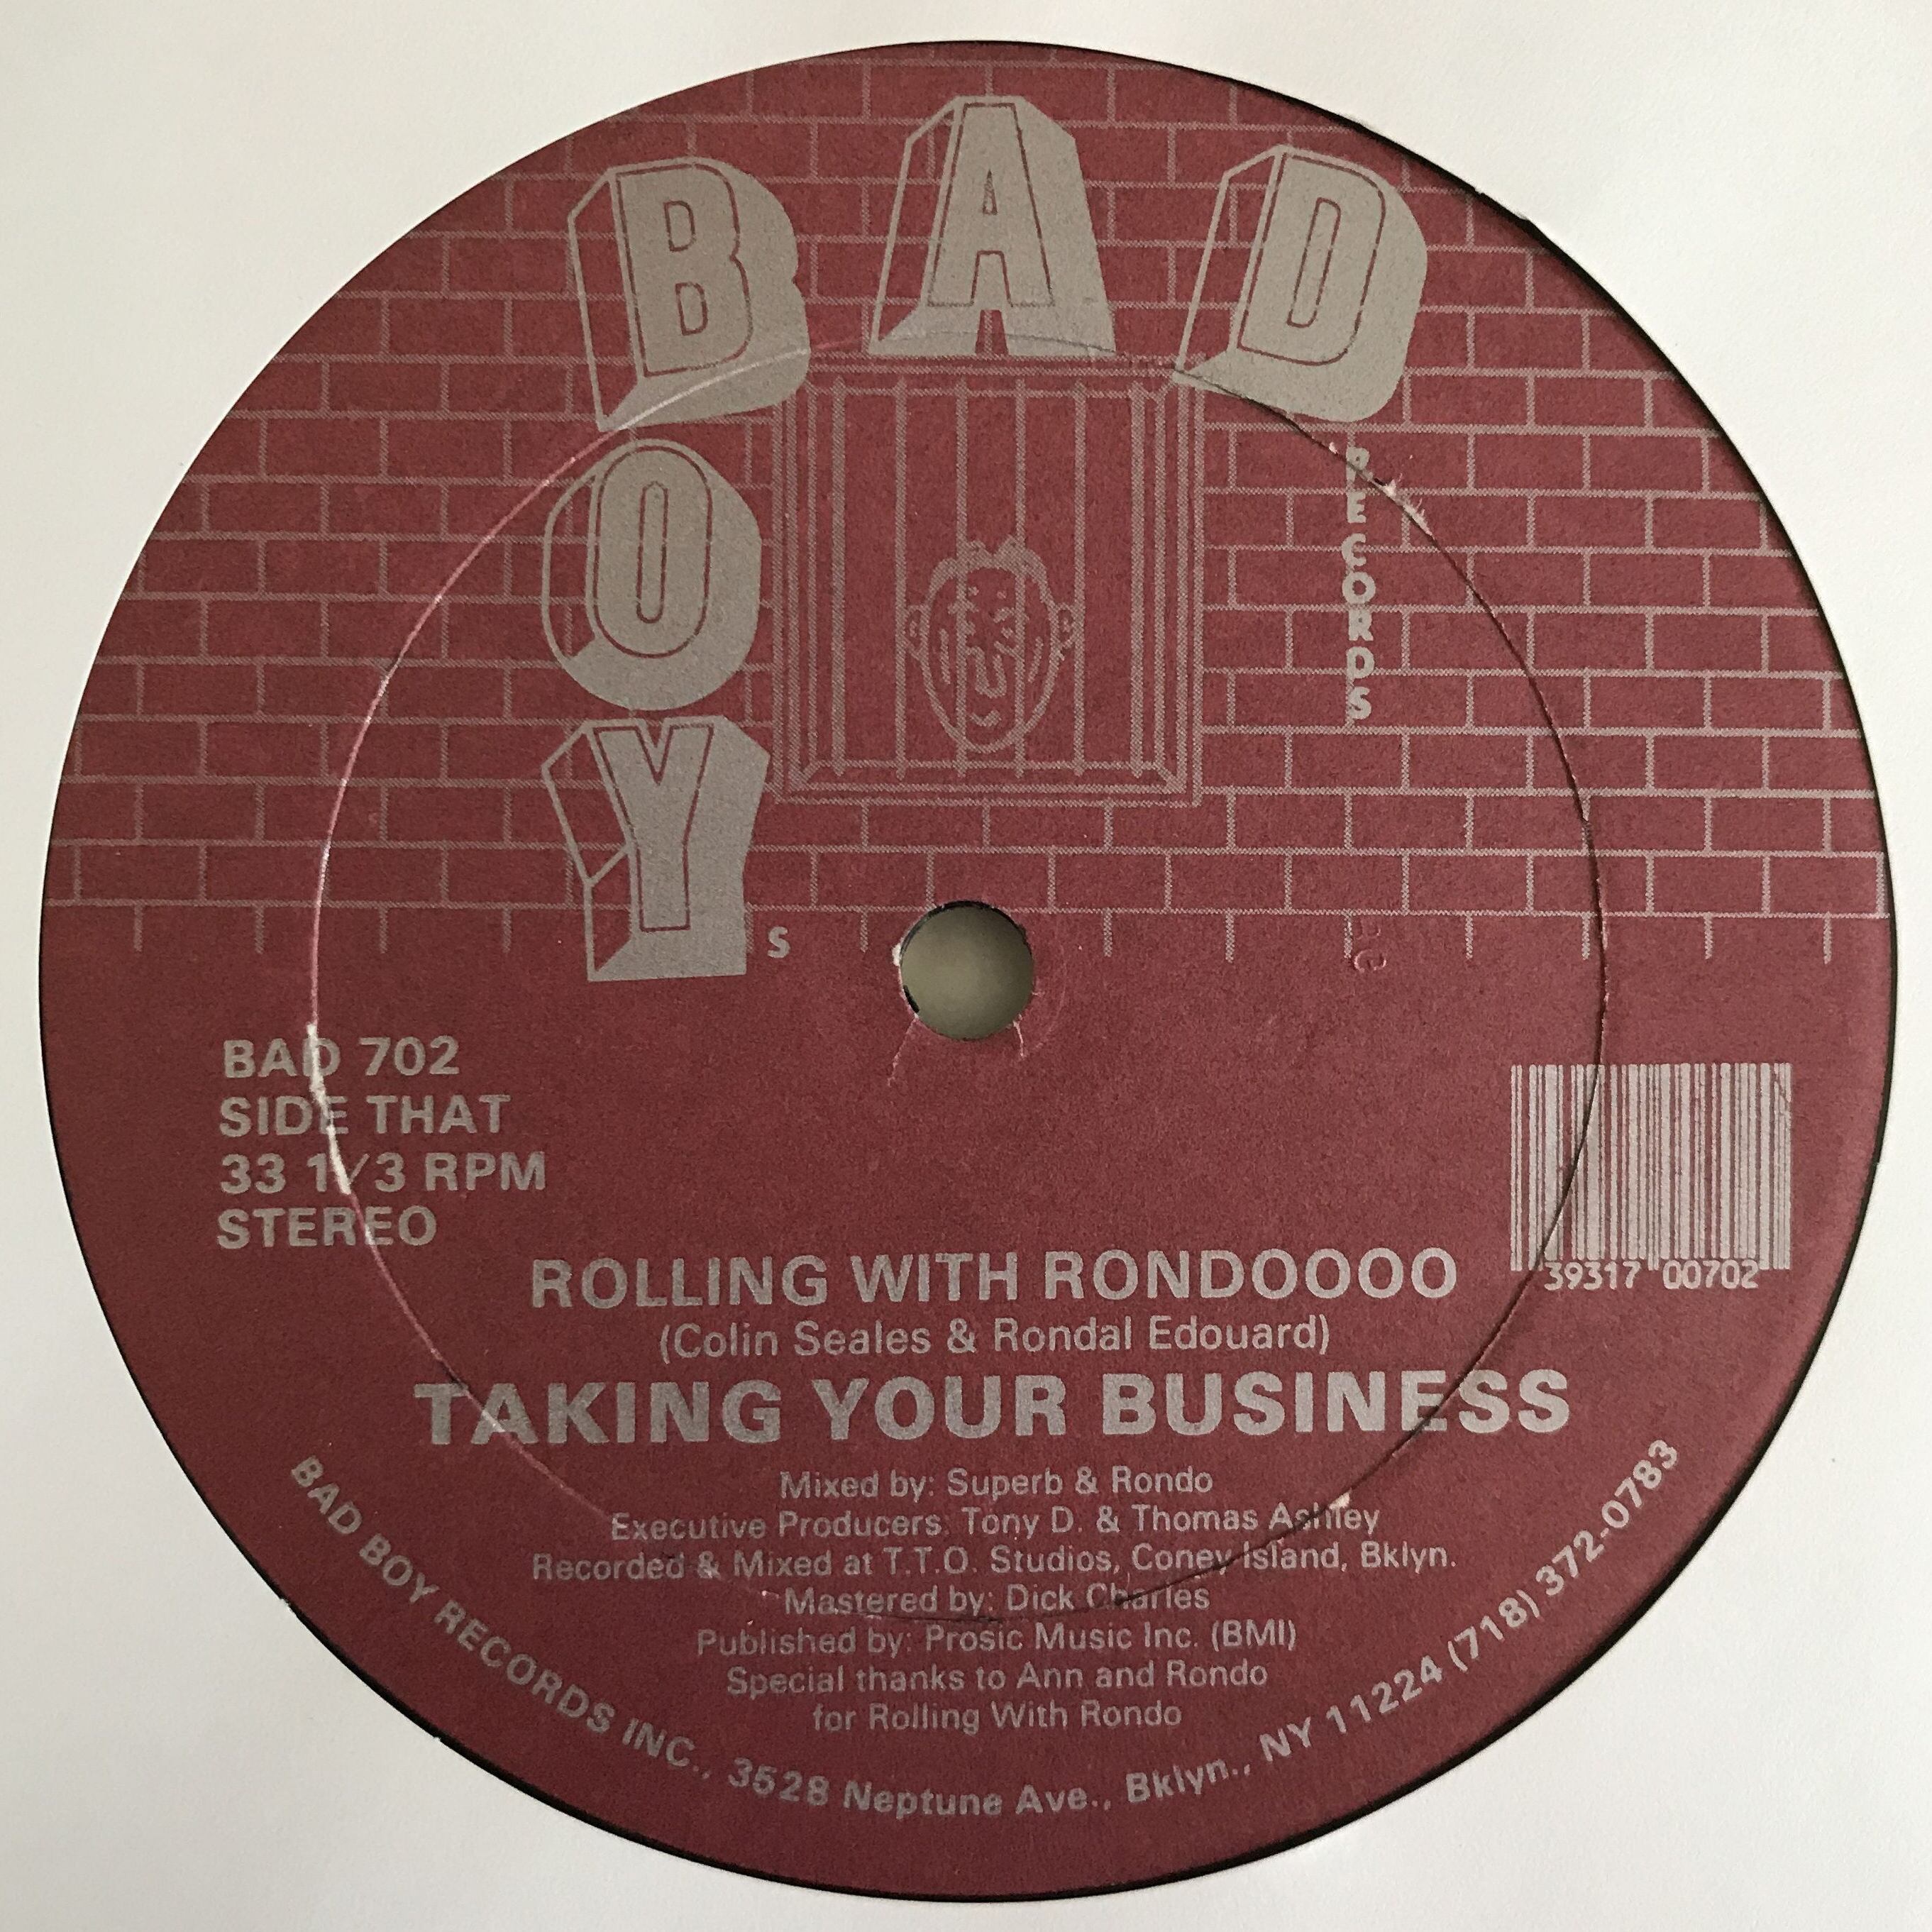 BAD
BOY
RECORDS
S
BAD 702
SIDE THAT
33 1/3 RPM
STEREO
39317 00702
ROLLING WITH RONDOOOO
(Colin Seales & Rondal Edouard)
TAKING YOUR BUSINESS
Mixed by: Superb & Rondo
Executive Producers: Tony D. & Thomas Ashley
Recorded & Mixed at T.T.O. Studios, Coney Island, Bklyn.
Mastered by: Dick Charles
Published by: Prosic Music Inc. (BMI)
Special thanks to Ann and Rondo
for Rolling With Rondo
BAD BOY RECORDS INC., 3528 Neptune Ave., Bklyn., NY 11224 (718) 372-0783